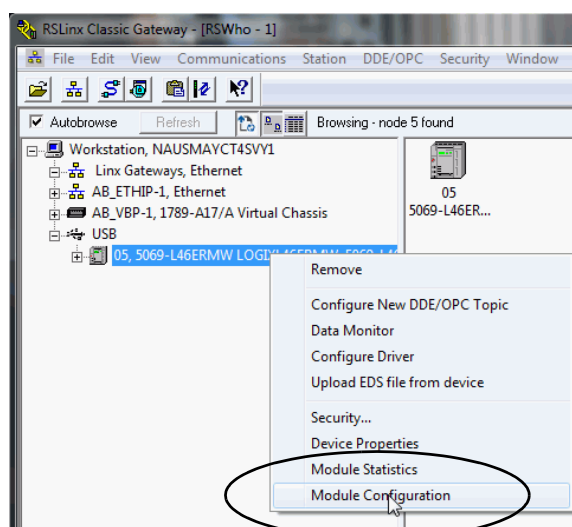 RSLinx Classic Gateway - [RSWho - 1]
File Edit View Communications Station DDE/OPC Security Window
Autobrowse Refresh Browsing - node 5 found
Workstation, NAUSMAYCT4SVY1
Linx Gateways, Ethernet
AB_ETHIP-1, Ethernet
AB_VBP-1, 1789-A17/A Virtual Chassis
USB
05, 5069-L46ERMW
05
5069-L46ER...
Remove
Configure New DDE/OPC Topic
Data Monitor
Configure Driver
Upload EDS file from device
Security...
Device Properties
Module Statistics
Module Configuration